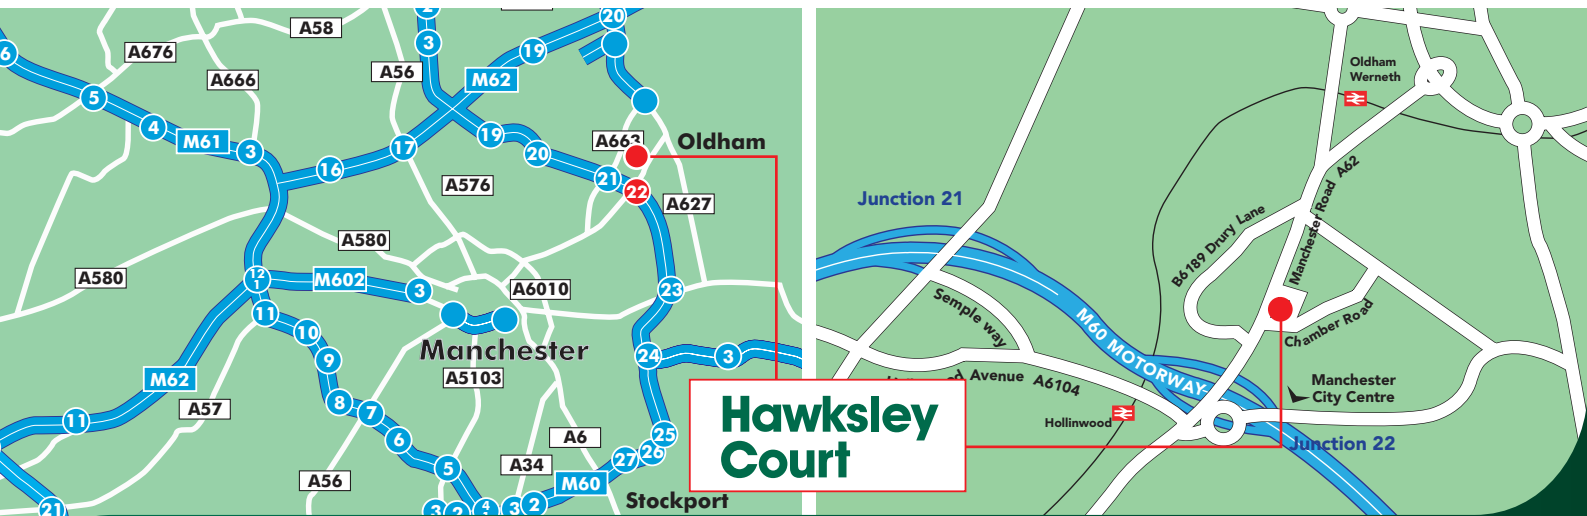 2
20
A58
3
A676
19
6
A56
M62
A666
5
4
19
A663
M61
3
17
Oldham
20
16
21
A576
22
A627
A580
A580
12
1
M602
3
A6010
23
11
10
Manchester
9
24
3
M62
A5103
8
A57
7
11
6
25
A6
26
27
5
A34
A56
M60
Stockport
21
3
2
4
3
2
Hawksley
Court
Oldham
Werneth
Manchester Road A62
Junction 21
B6189 Drury Lane
Semple way
M60 MOTORWAY
Chamber Road
Avenue A6104
Manchester
City Centre
Hollinwood
Junction 22